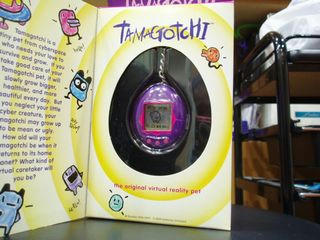 TAMAGOTCHI
Tamagotchi is a
tiny pet from cyberspace
who needs your love to
survive and grow. If you
take good care of your
Tamagotchi pet, it will
slowly grow bigger,
healthier, and more
beautiful every day. But
if you neglect your little
cyber creature, your
Tamagotchi may grow up
to be mean or ugly.
How old will your
Tamagotchi be when it
returns to its home
planet? What kind of
virtual caretaker will
you be?
the original virtual reality pet